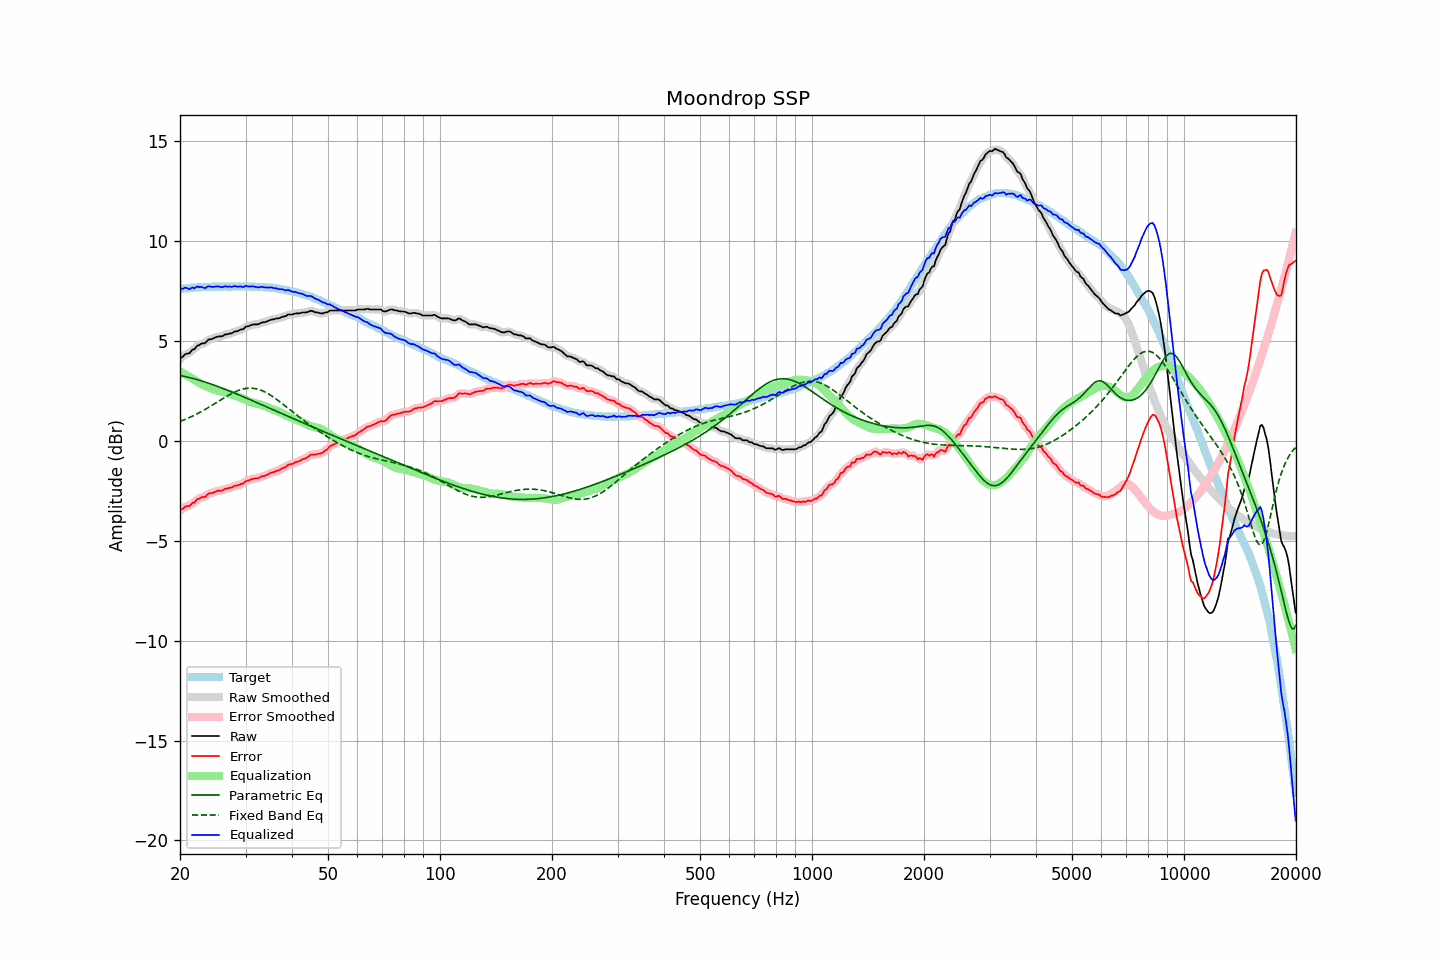 Moondrop SSP
Amplitude (dBr)
15
10
5
0
−5
−10
−15
−20
Target
Raw Smoothed
Error Smoothed
Raw
Error
Equalization
Parametric Eq
Fixed Band Eq
Equalized
20 50 100 200 500 1000 2000 5000 10000 20000
Frequency (Hz)